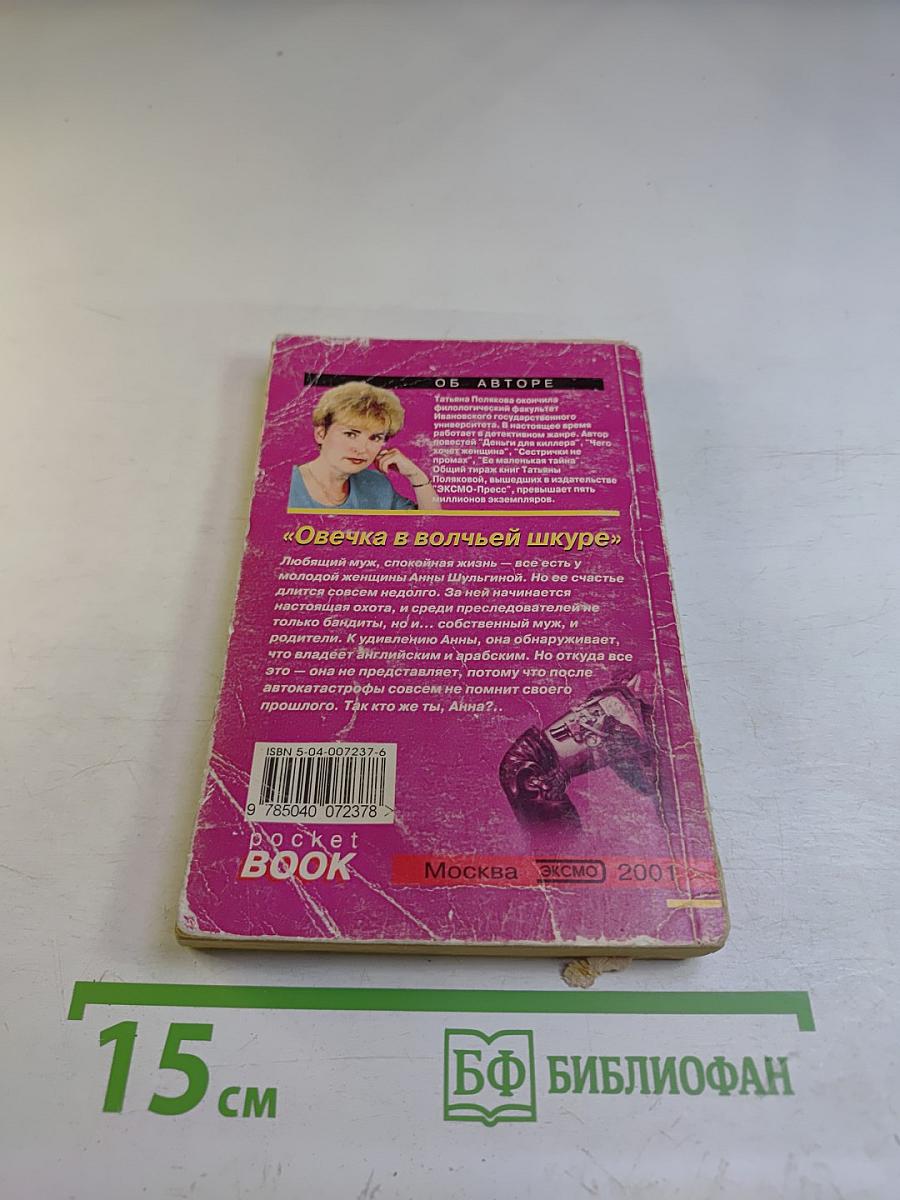 ОБ АВТОРЕ
Татьяна Полякова окончила
филологический факультет
Ивановского государственного
университета. В настоящее время
работает в детективном жанре. Автор
повестей "Деньги для киллера", "Чего
хочет женщина", "Сестрички не
промах", "Ее маленькая тайна"
Общий тираж книг Татьяны
Поляковой, вышедших в издательстве
"ЭКСМО-Пресс", превышает пять
миллионов экземпляров.
«Овечка в волчьей шкуре»
Любящий муж, спокойная жизнь — все есть у
молодой женщины Анны Шульгиной. Но ее счастье
длится совсем недолго. За ней начинается
настоящая охота, и среди преследователей не
только бандиты, но и... собственный муж, и
родители. К удивлению Анны, она обнаруживает,
что владеет английским и арабским. Но откуда все
это — она не представляет, потому что после
автокатастрофы совсем не помнит своего
прошлого. Так кто же ты, Анна?..
ISBN 5-04-007237-6
9 785040 072378
pocket
BOOK
Москва ЭКСМО 2001
15 см
БФ БИБЛИОФАН